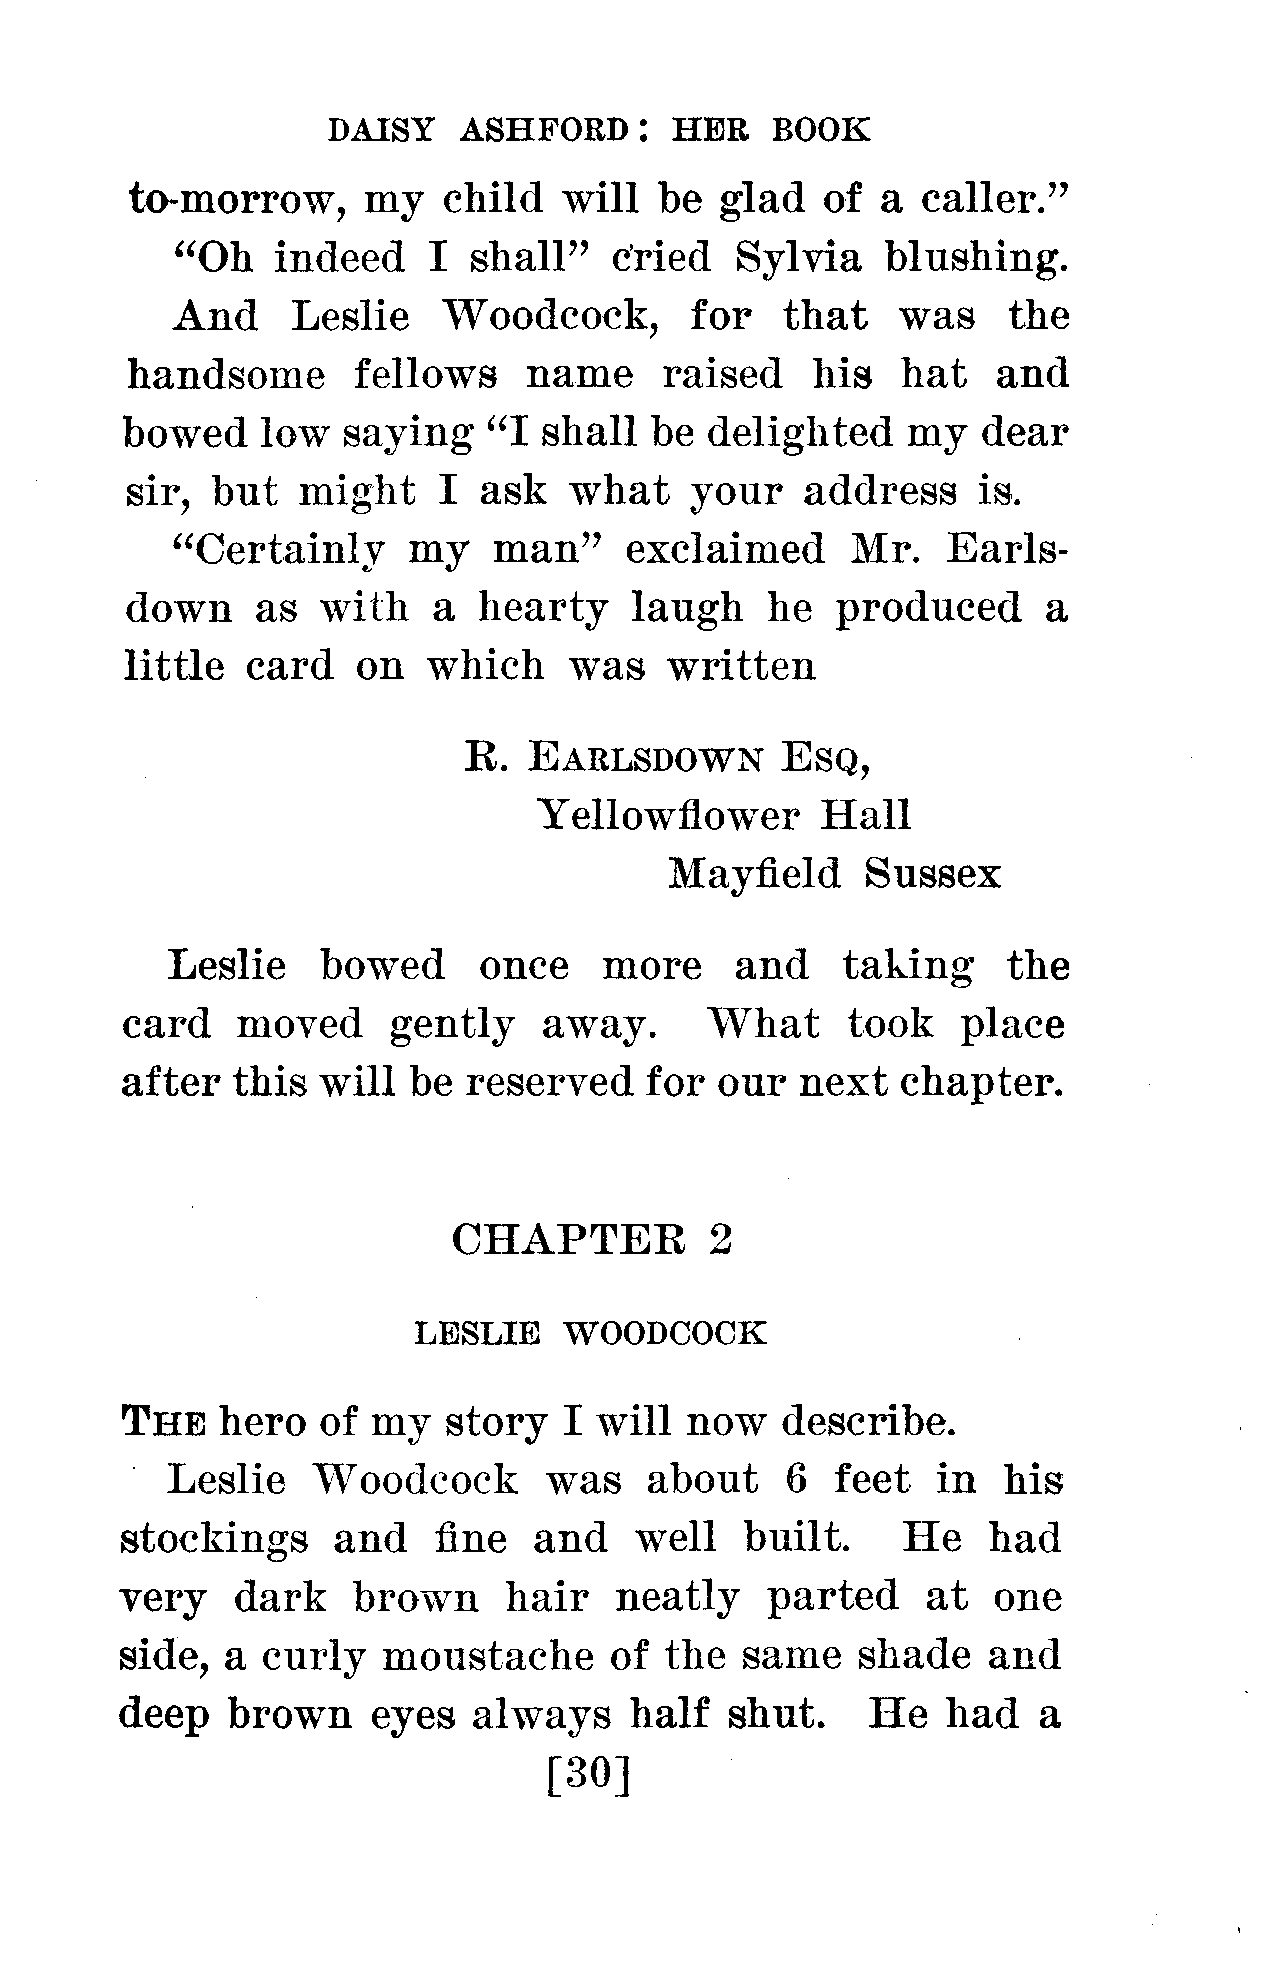 DAISY ASHFORD: HER BOOK
to-morrow, my child will be glad of a caller.”
“Oh indeed I shall” cried Sylvia blushing.
And Leslie Woodcock, for that was the
handsome fellows name raised his hat and
bowed low saying “I shall be delighted my dear
sir, but might I ask what your address is.
“Certainly my man” exclaimed Mr. Earls-
down as with a hearty laugh he produced a
little card on which was written
R. EARLSDOWN ESQ,
Yellowflower Hall
Mayfield Sussex
Leslie bowed once more and taking the
card moved gently away. What took place
after this will be reserved for our next chapter.
CHAPTER 2
LESLIE WOODCOCK
THE hero of my story I will now describe.
Leslie Woodcock was about 6 feet in his
stockings and fine and well built. He had
very dark brown hair neatly parted at one
side, a curly moustache of the same shade and
deep brown eyes always half shut. He had a
[30]